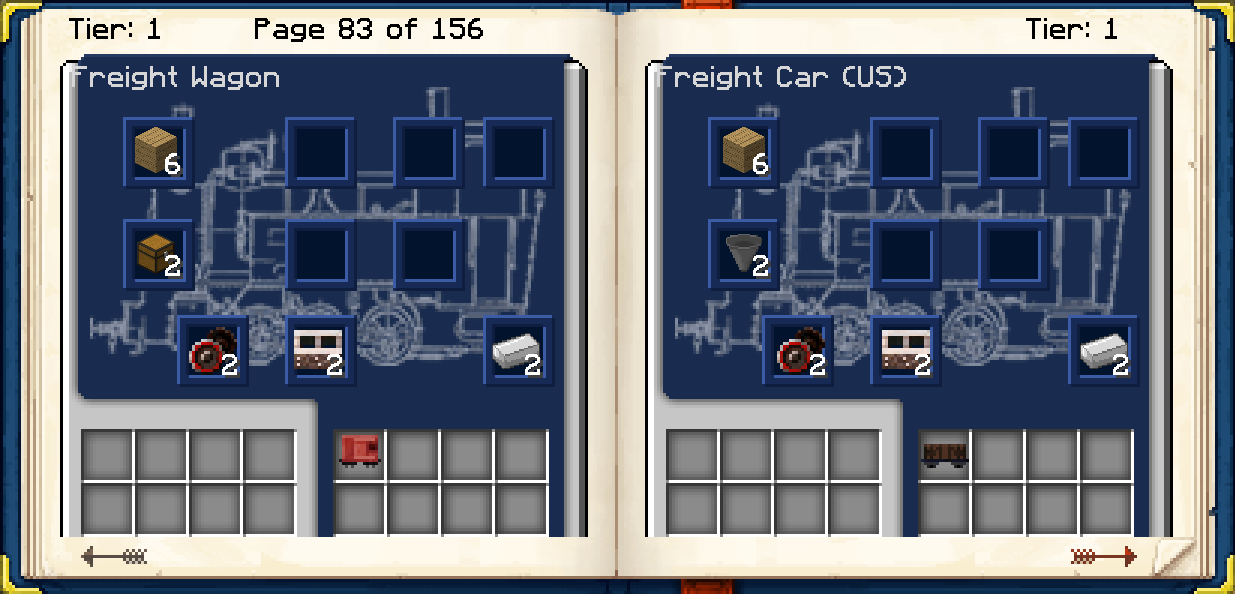 Tier: 1 Page 83 of 156
Freight Wagon
6
2
2 2 2
Tier: 1
Freight Car (US)
6
2
2 2 2